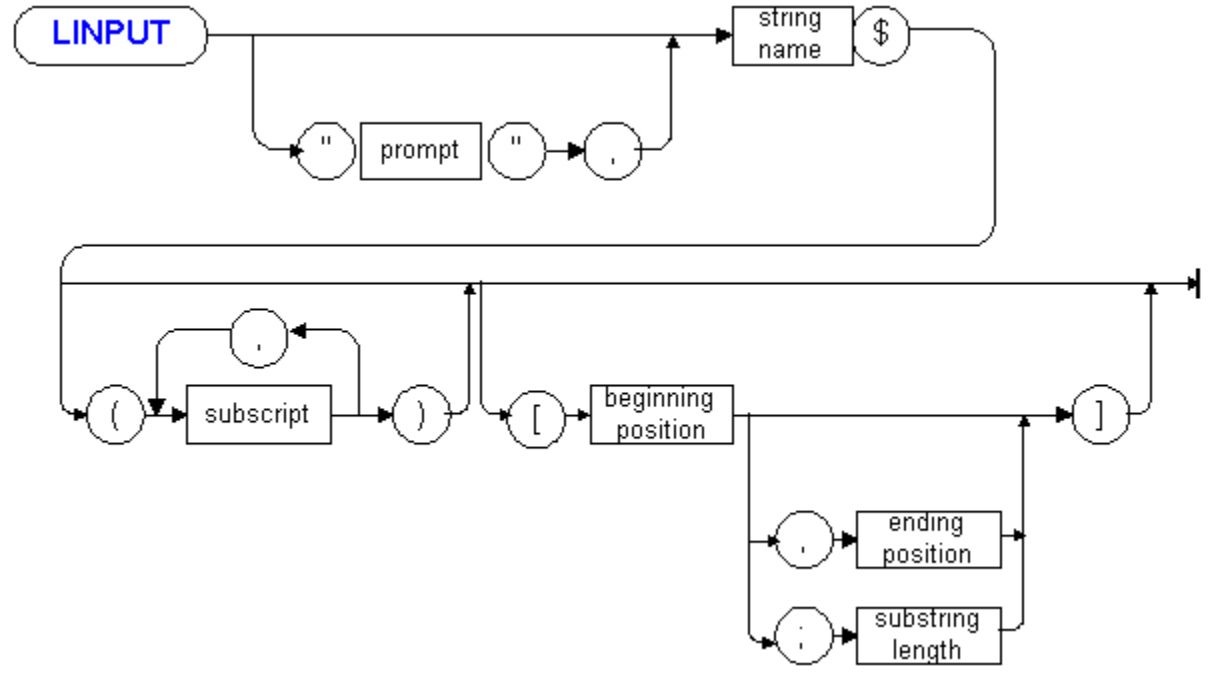 LINPUT
string
name
$
" prompt " ,
,
( subscript )
[
beginning
position
]
,
ending
position
;
substring
length